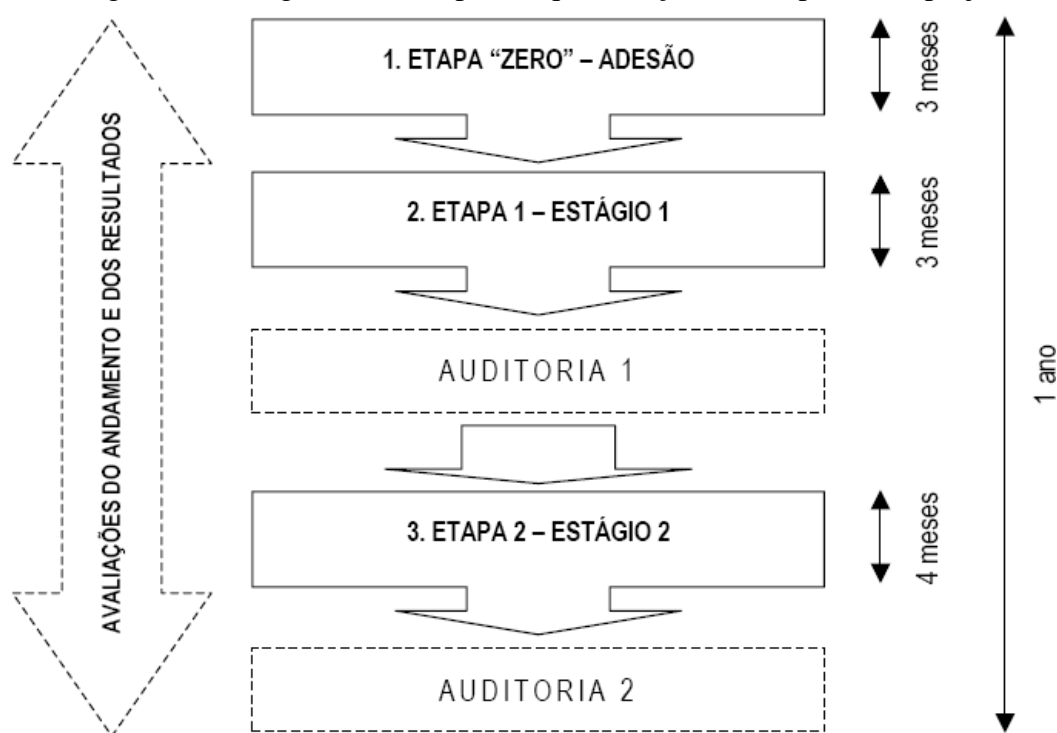 1. ETAPA “ZERO” – ADESÃO
3 meses
2. ETAPA 1 – ESTÁGIO 1
3 meses
AUDITORIA 1
3. ETAPA 2 – ESTÁGIO 2
4 meses
AUDITORIA 2
AVALIAÇÕES DO ANDAMENTO E DOS RESULTADOS
1 ano